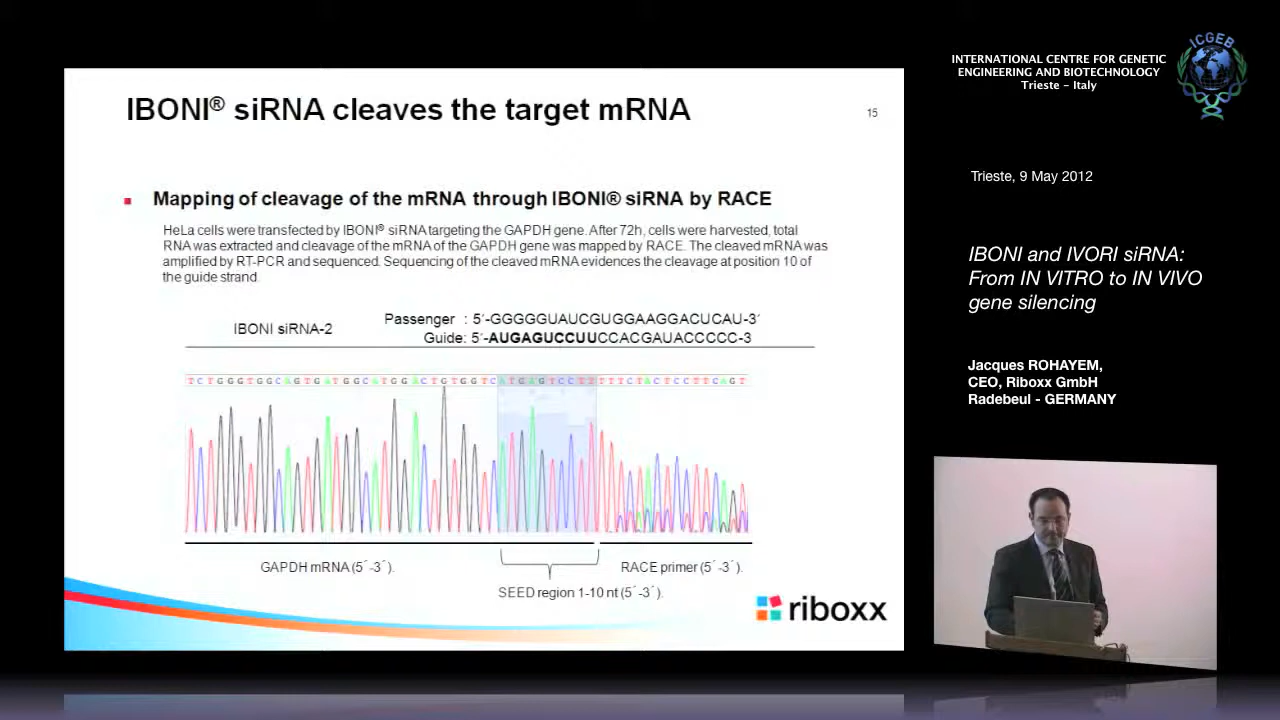 IBONI® siRNA cleaves the target mRNA
15
Mapping of cleavage of the mRNA through IBONI® siRNA by RACE
HeLa cells were transfected by IBONI® siRNA targeting the GAPDH gene. After 72h, cells were harvested, total
RNA was extracted and cleavage of the mRNA of the GAPDH gene was mapped by RACE. The cleaved mRNA was
amplified by RT-PCR and sequenced. Sequencing of the cleaved mRNA evidences the cleavage at position 10 of
the guide strand.
IBONI siRNA-2
Passenger : 5´-GGGGGUAUCGUGGAAGGACUCAU-3´
Guide: 5´-AUGAGUCCUUCCACGAUACCCCC-3
TCTGGGTGGCAGTGATGGCATGGACTGTGGTCATGAGTCCTTTTTCTACTCCTTCAGT
GAPDH mRNA (5´-3´).
RACE primer (5´-3´).
SEED region 1-10 nt (5´-3´).
riboxx
INTERNATIONAL CENTRE FOR GENETIC
ENGINEERING AND BIOTECHNOLOGY
Trieste - Italy
ICGEB
Trieste, 9 May 2012
IBONI and IVORI siRNA:
From IN VITRO to IN VIVO
gene silencing
Jacques ROHAYEM,
CEO, Riboxx GmbH
Radebeul - GERMANY